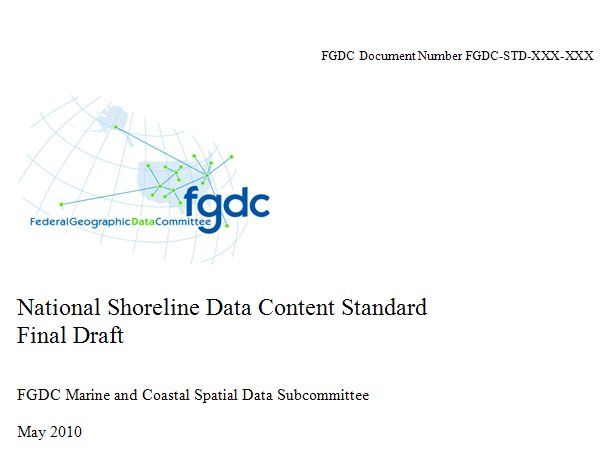 FGDC Document Number FGDC-STD-XXX-XXX
fgdc
FederalGeographicDataCommittee
National Shoreline Data Content Standard
Final Draft
FGDC Marine and Coastal Spatial Data Subcommittee
May 2010